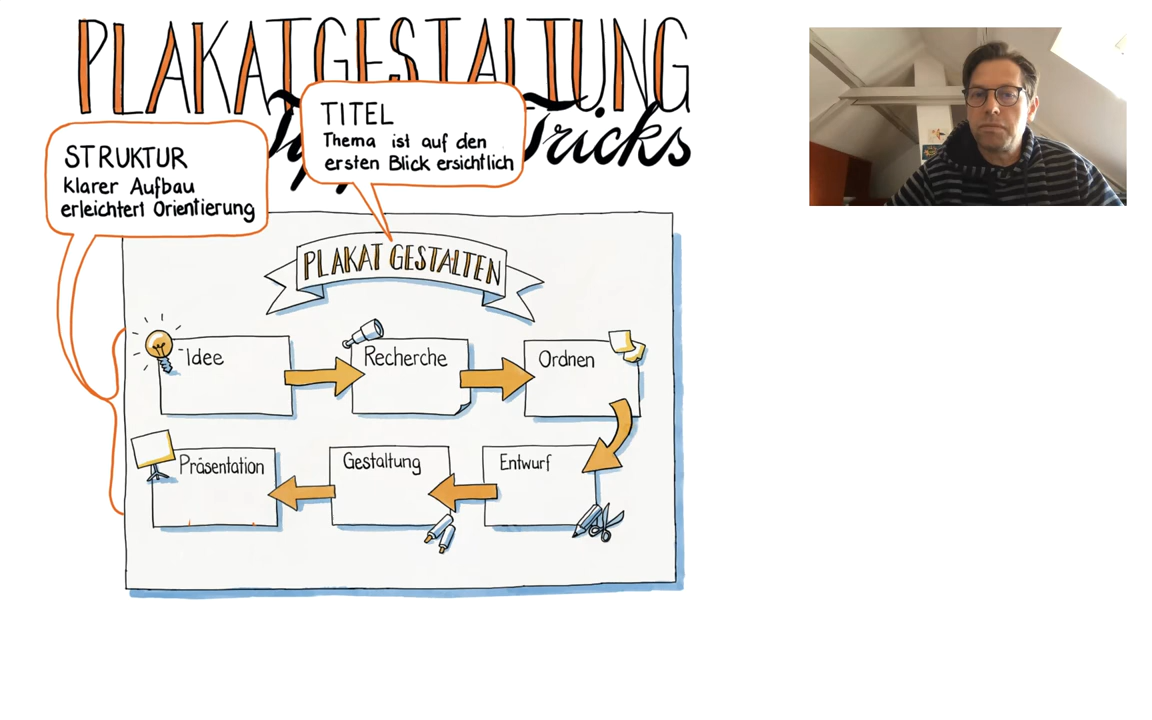 PLAKATGESTALTUNG
Tricks
TITEL
Thema ist auf den
ersten Blick ersichtlich
STRUKTUR
klarer Aufbau
erleichtert Orientierung
PLAKAT GESTALTEN
Idee
Recherche
Ordnen
Präsentation
Gestaltung
Entwurf